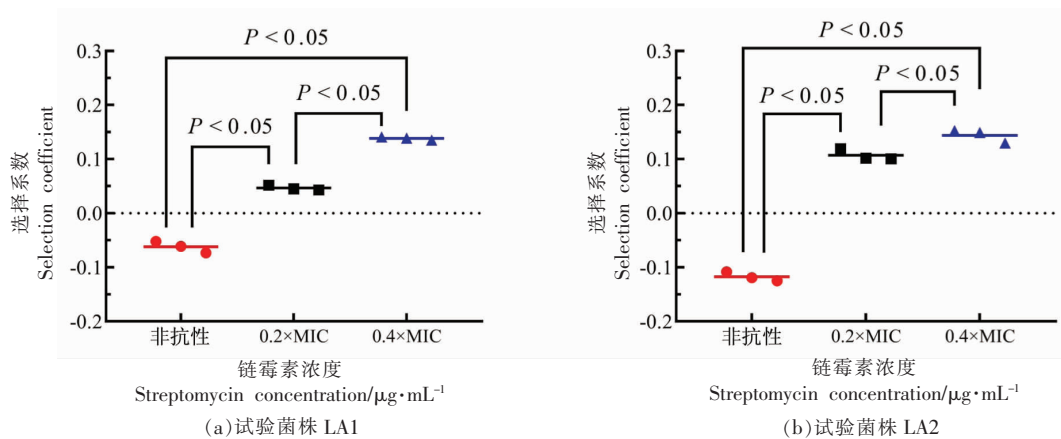 P < 0.05
P < 0.05
P < 0.05
0.3
0.2
0.1
0.0
-0.1
-0.2
选择系数
Selection coefficient
非抗性
0.2×MIC
0.4×MIC
链霉素浓度
Streptomycin concentration/μg·mL⁻¹
(a)试验菌株 LA1
P < 0.05
P < 0.05
P < 0.05
0.3
0.2
0.1
0.0
-0.1
-0.2
选择系数
Selection coefficient
非抗性
0.2×MIC
0.4×MIC
链霉素浓度
Streptomycin concentration/μg·mL⁻¹
(b)试验菌株 LA2